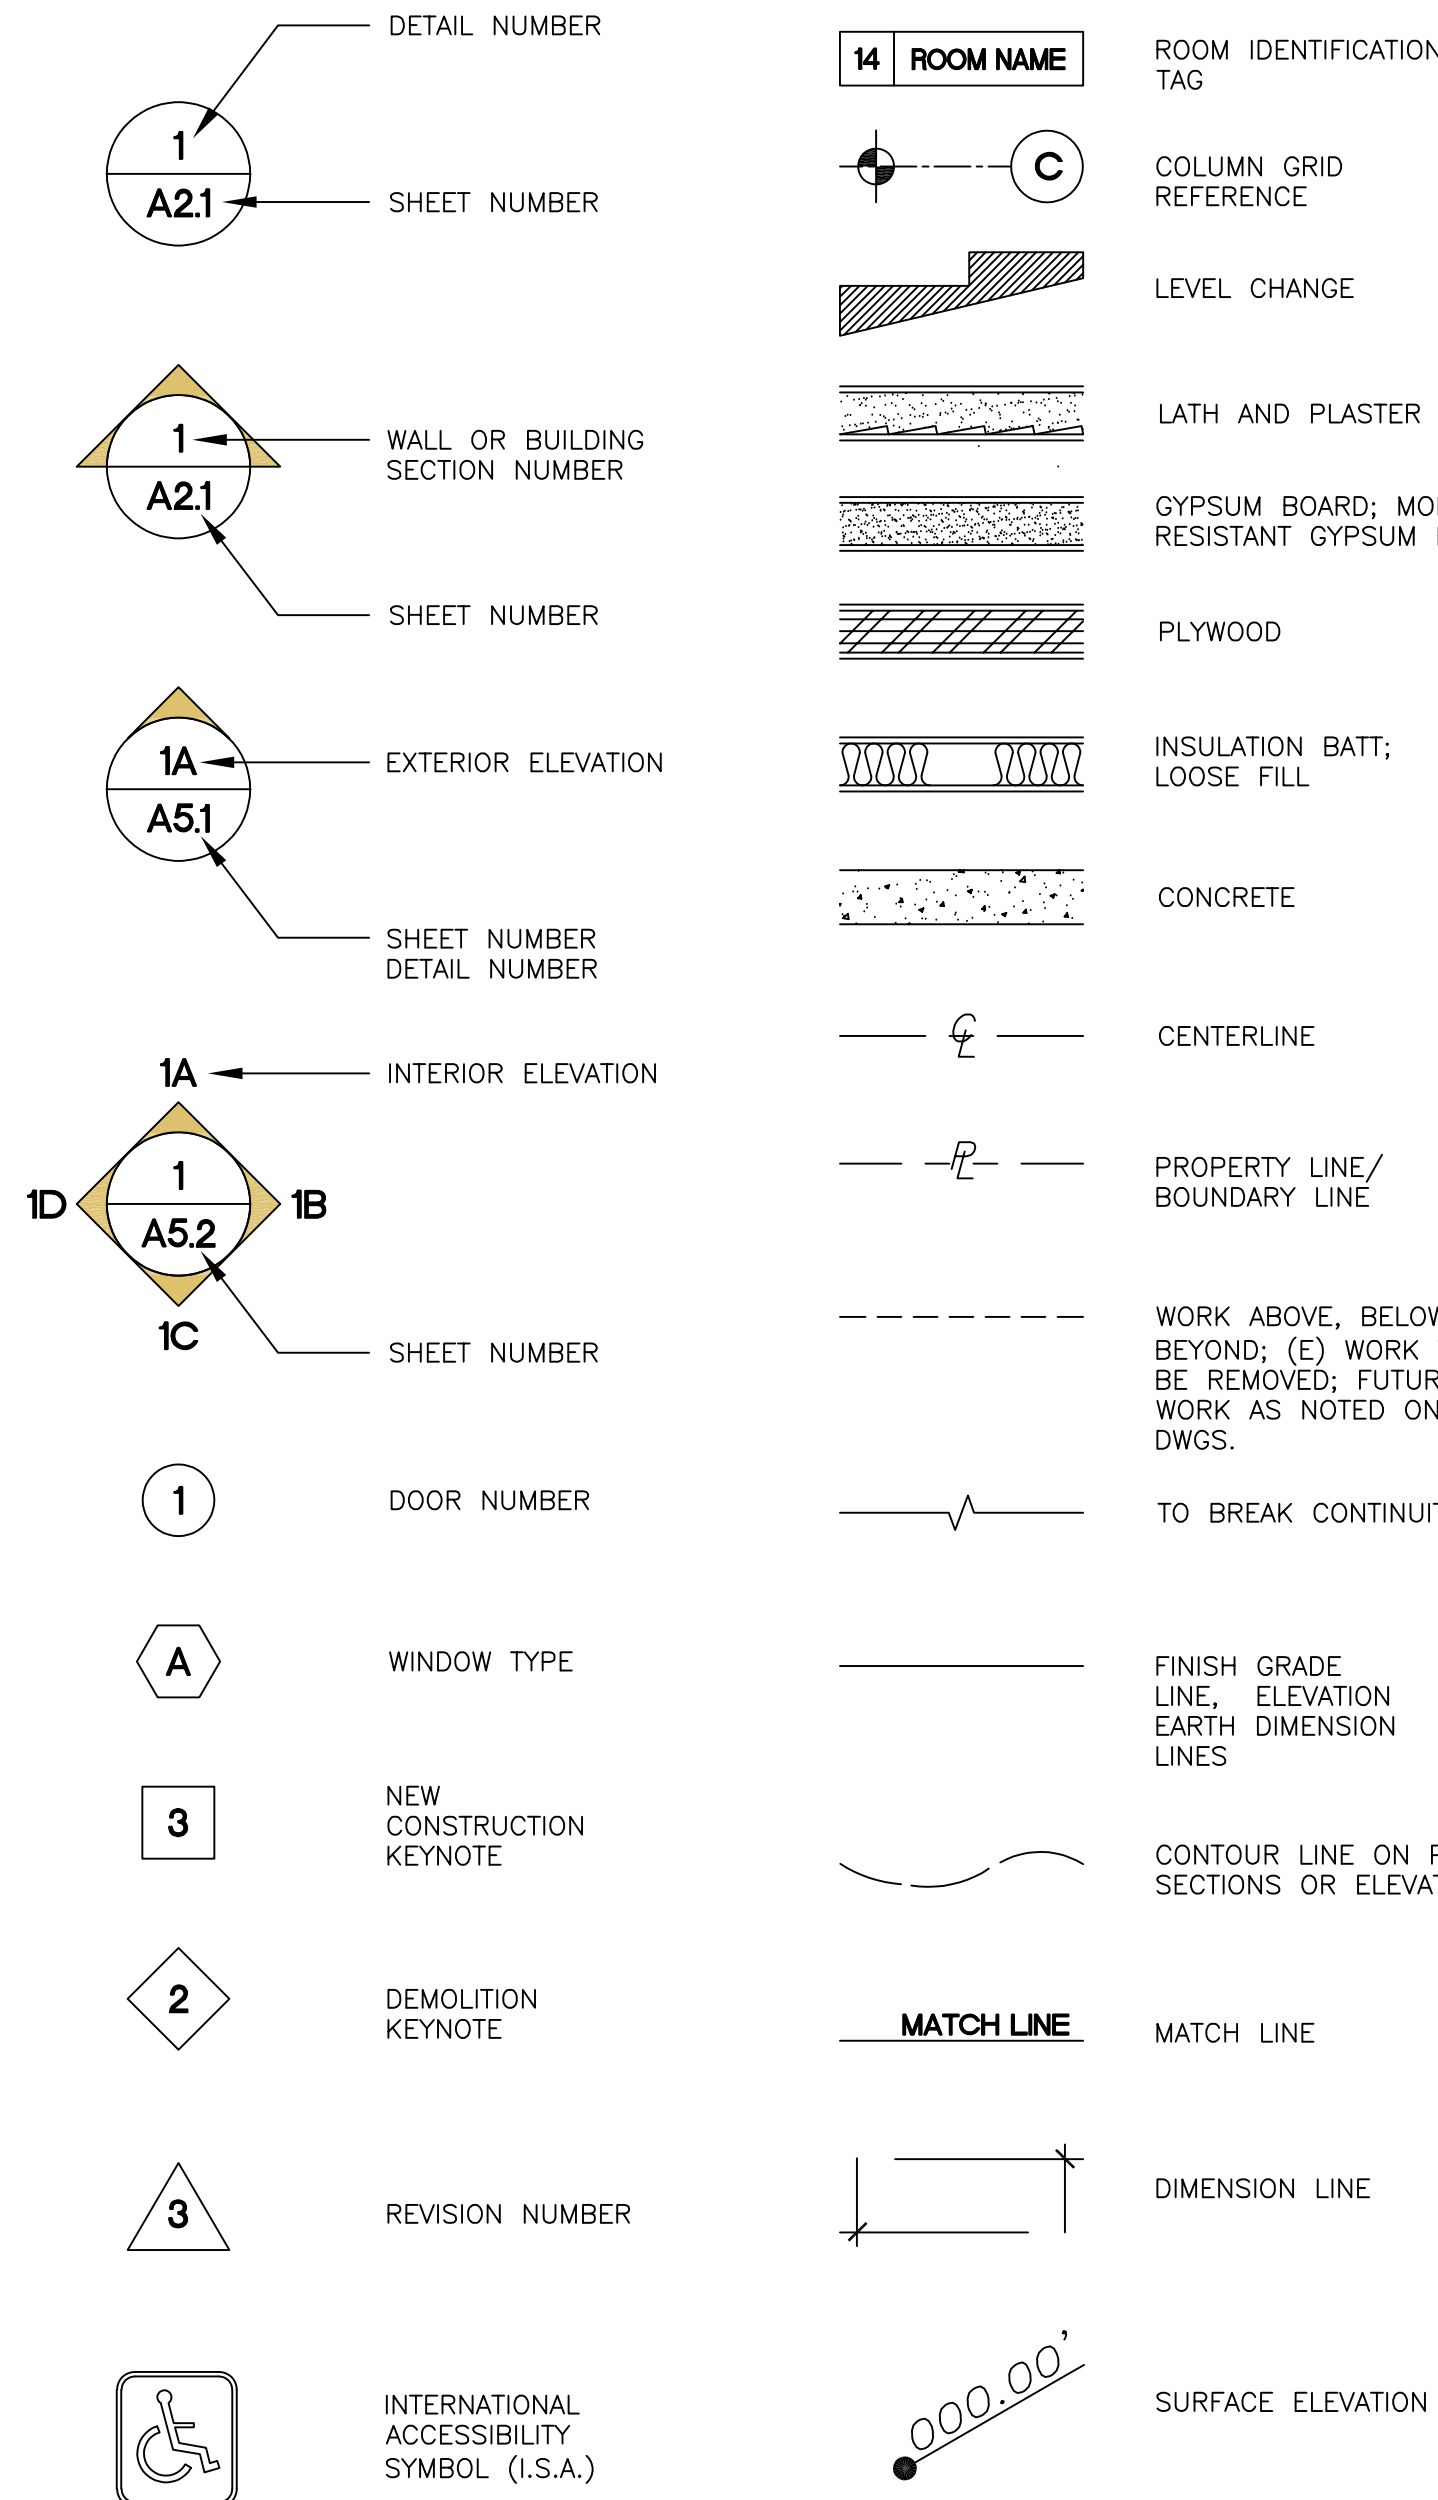 DETAIL NUMBER
1
A2.1
SHEET NUMBER
1
WALL OR BUILDING
SECTION NUMBER
A2.1
SHEET NUMBER
1A
EXTERIOR ELEVATION
A5.1
SHEET NUMBER
DETAIL NUMBER
1A
INTERIOR ELEVATION
1
1D
1B
A5.2
1C
SHEET NUMBER
1
DOOR NUMBER
A
WINDOW TYPE
3
NEW
CONSTRUCTION
KEYNOTE
2
DEMOLITION
KEYNOTE
3
REVISION NUMBER
INTERNATIONAL
ACCESSIBILITY
SYMBOL (I.S.A.)
14 ROOM NAME
ROOM IDENTIFICATION
TAG
C
COLUMN GRID
REFERENCE
LEVEL CHANGE
LATH AND PLASTER
GYPSUM BOARD;
RESISTANT GYPSUM
PLYWOOD
INSULATION BATT;
LOOSE FILL
CONCRETE
CL
CENTERLINE
PL
PROPERTY LINE/
BOUNDARY LINE
WORK ABOVE, BELOW
BEYOND; (E) WORK
BE REMOVED;
WORK AS NOTED ON
DWGS.
TO BREAK
FINISH GRADE
LINE, ELEVATION
EARTH DIMENSION
LINES
CONTOUR LINE ON
SECTIONS OR
MATCH LINE
MATCH LINE
DIMENSION LINE
000.00'
SURFACE ELEVATION